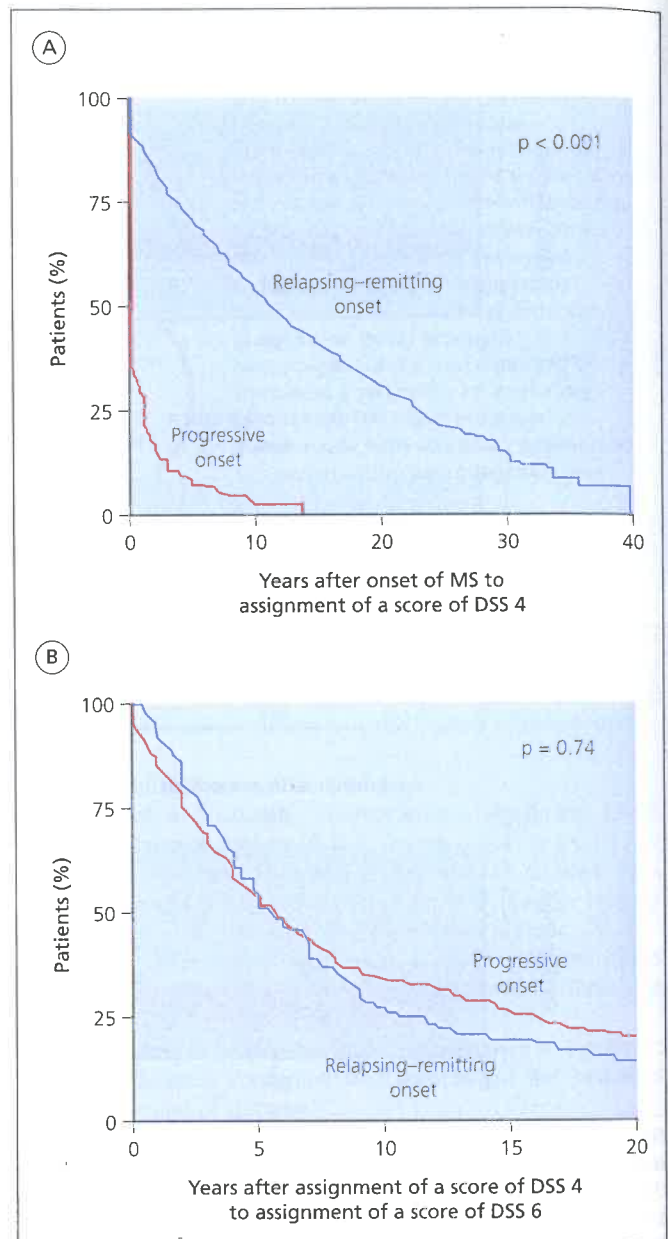 A
100
75
50
25
0
Patients (%)
p < 0.001
Relapsing–remitting
onset
Progressive
onset
0 10 20 30 40
Years after onset of MS to
assignment of a score of DSS 4
B
100
75
50
25
0
Patients (%)
p = 0.74
Progressive
onset
Relapsing–remitting
onset
0 5 10 15 20
Years after assignment of a score of DSS 4
to assignment of a score of DSS 6